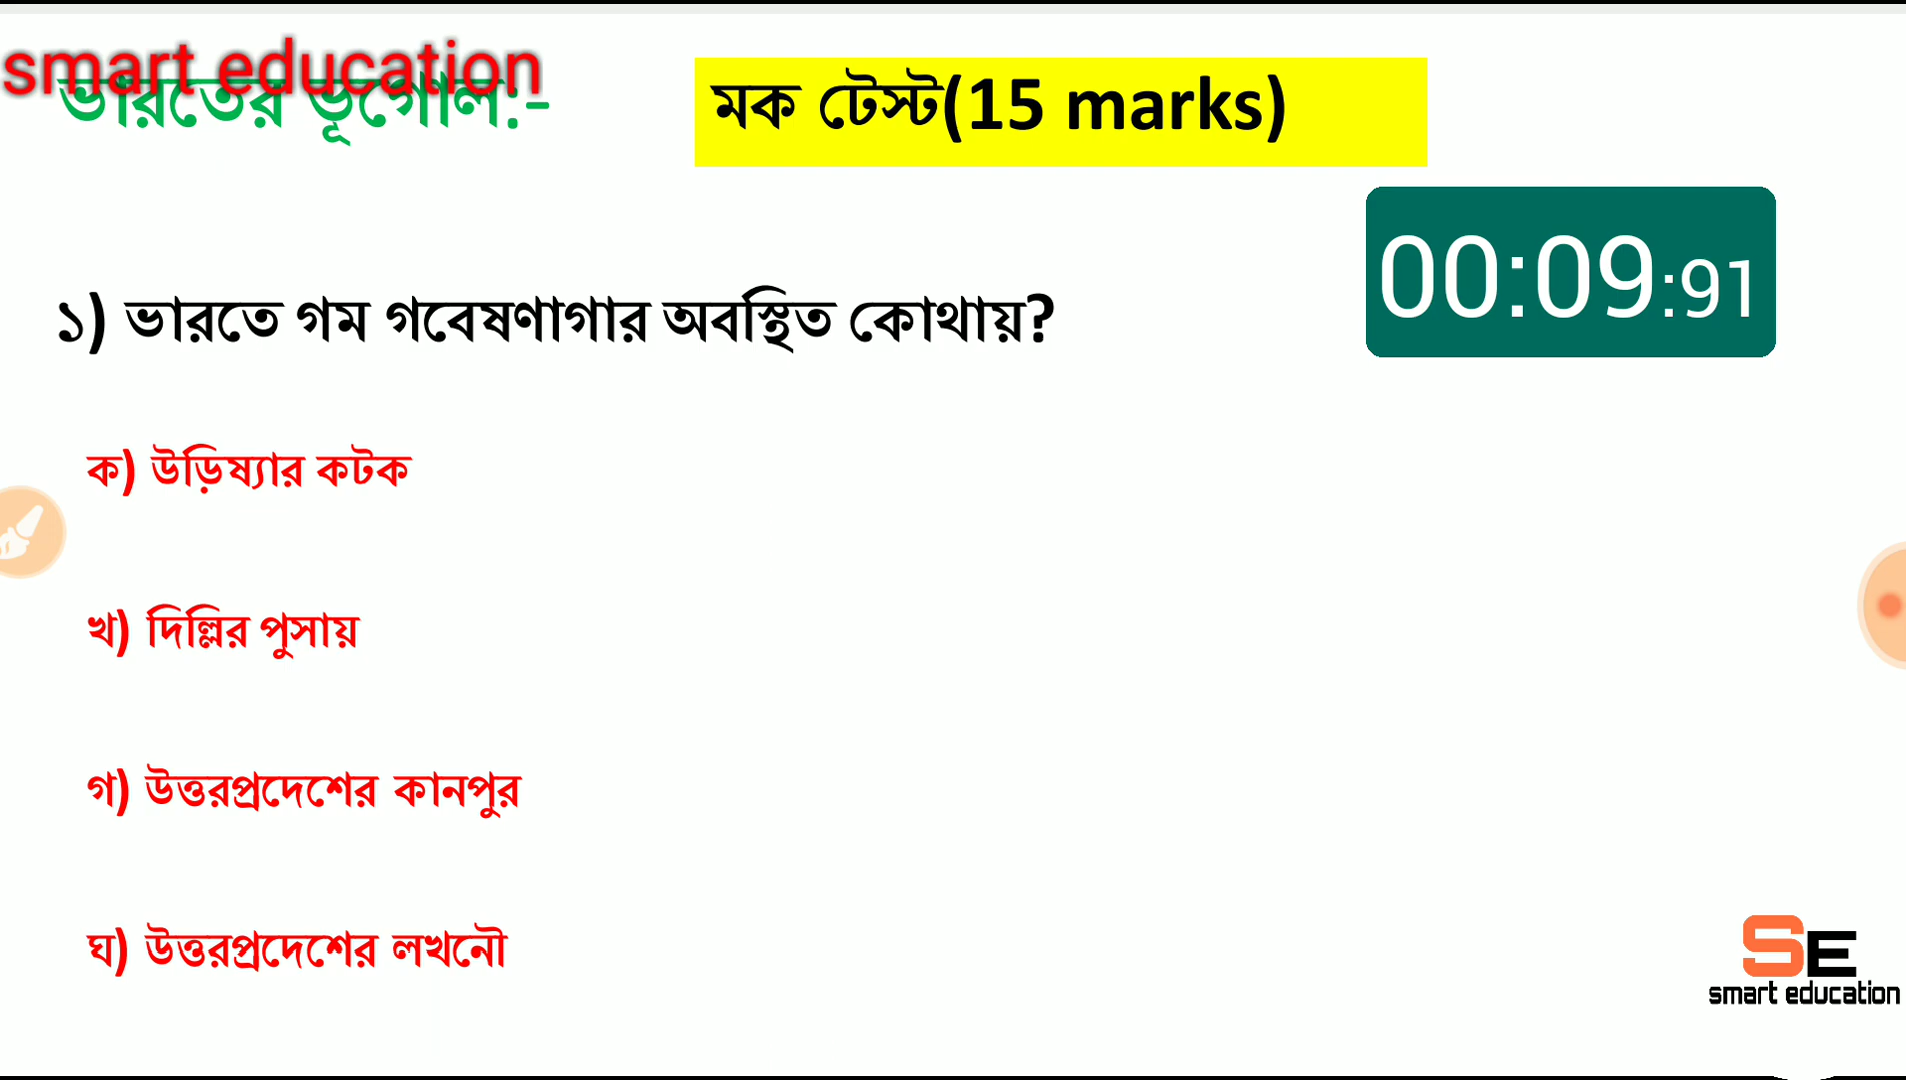 smart education
ভারতের ভূগোল:-
মক টেস্ট(15 marks)
00:09:91
১) ভারতে গম গবেষণাগার অবস্থিত কোথায়?
ক) উড়িষ্যার কটক
খ) দিল্লির পুসায়
গ) উত্তরপ্রদেশের কানপুর
ঘ) উত্তরপ্রদেশের লখনৌ
SE
smart education